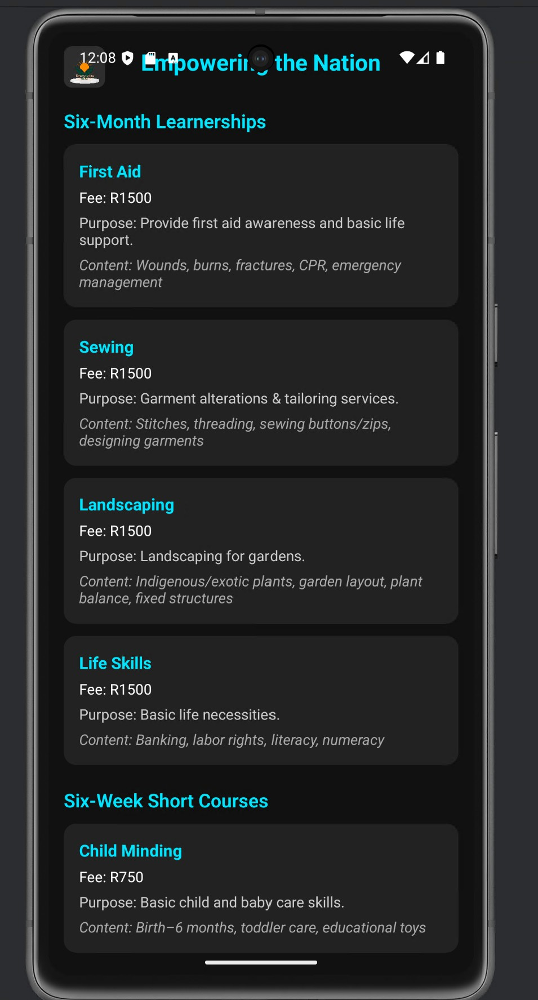 12:08
Empowering the Nation
Six-Month Learnerships
First Aid
Fee: R1500
Purpose: Provide first aid awareness and basic life
support.
Content: Wounds, burns, fractures, CPR, emergency
management
Sewing
Fee: R1500
Purpose: Garment alterations & tailoring services.
Content: Stitches, threading, sewing buttons/zips,
designing garments
Landscaping
Fee: R1500
Purpose: Landscaping for gardens.
Content: Indigenous/exotic plants, garden layout, plant
balance, fixed structures
Life Skills
Fee: R1500
Purpose: Basic life necessities.
Content: Banking, labor rights, literacy, numeracy
Six-Week Short Courses
Child Minding
Fee: R750
Purpose: Basic child and baby care skills.
Content: Birth–6 months, toddler care, educational toys